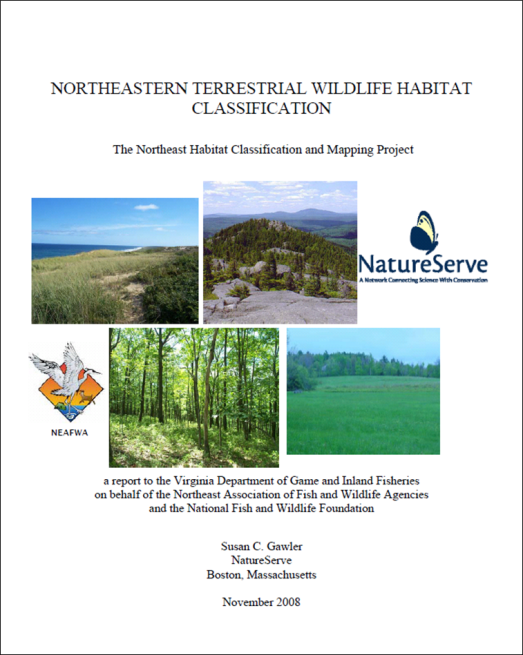 NORTHEASTERN TERRESTRIAL WILDLIFE HABITAT
CLASSIFICATION
The Northeast Habitat Classification and Mapping Project
NatureServe
A Network Connecting Science With Conservation
NEAFWA
a report to the Virginia Department of Game and Inland Fisheries
on behalf of the Northeast Association of Fish and Wildlife Agencies
and the National Fish and Wildlife Foundation
Susan C. Gawler
NatureServe
Boston, Massachusetts
November 2008